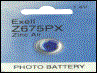 Exell
Z675PX
Zinc Air
PHOTO BATTERY